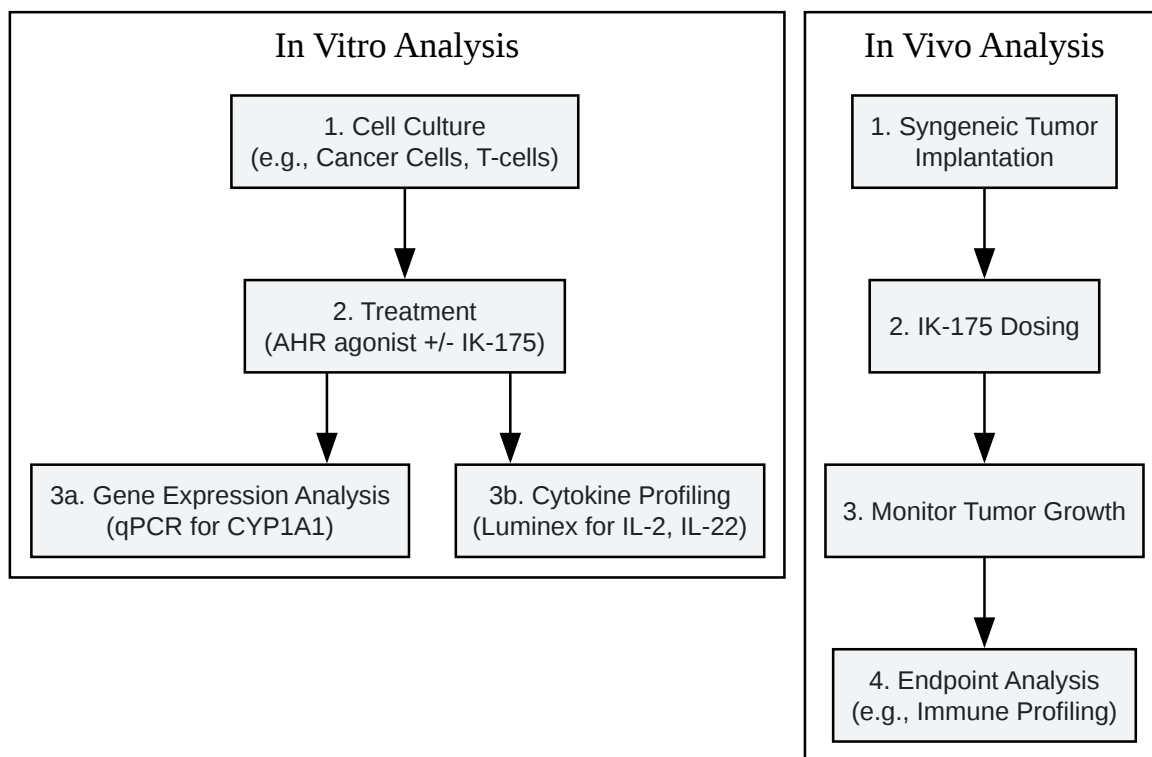 In Vitro Analysis
1. Cell Culture
(e.g., Cancer Cells, T-cells)
2. Treatment
(AHR agonist +/- IK-175)
3a. Gene Expression Analysis
(qPCR for CYP1A1)
3b. Cytokine Profiling
(Luminex for IL-2, IL-22)
In Vivo Analysis
1. Syngeneic Tumor
Implantation
2. IK-175 Dosing
3. Monitor Tumor Growth
4. Endpoint Analysis
(e.g., Immune Profiling)